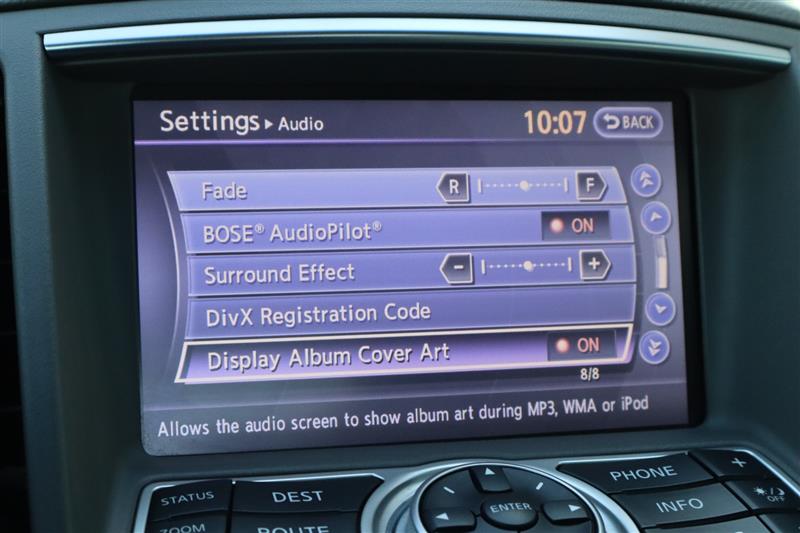 Settings ▸ Audio 10:07 BACK
Fade R F
BOSE® AudioPilot® ON
Surround Effect - +
DivX Registration Code
Display Album Cover Art ON
8/8
Allows the audio screen to show album art during MP3, WMA or iPod
STATUS DEST PHONE +
ZOOM ROUTE ENTER INFO OFF